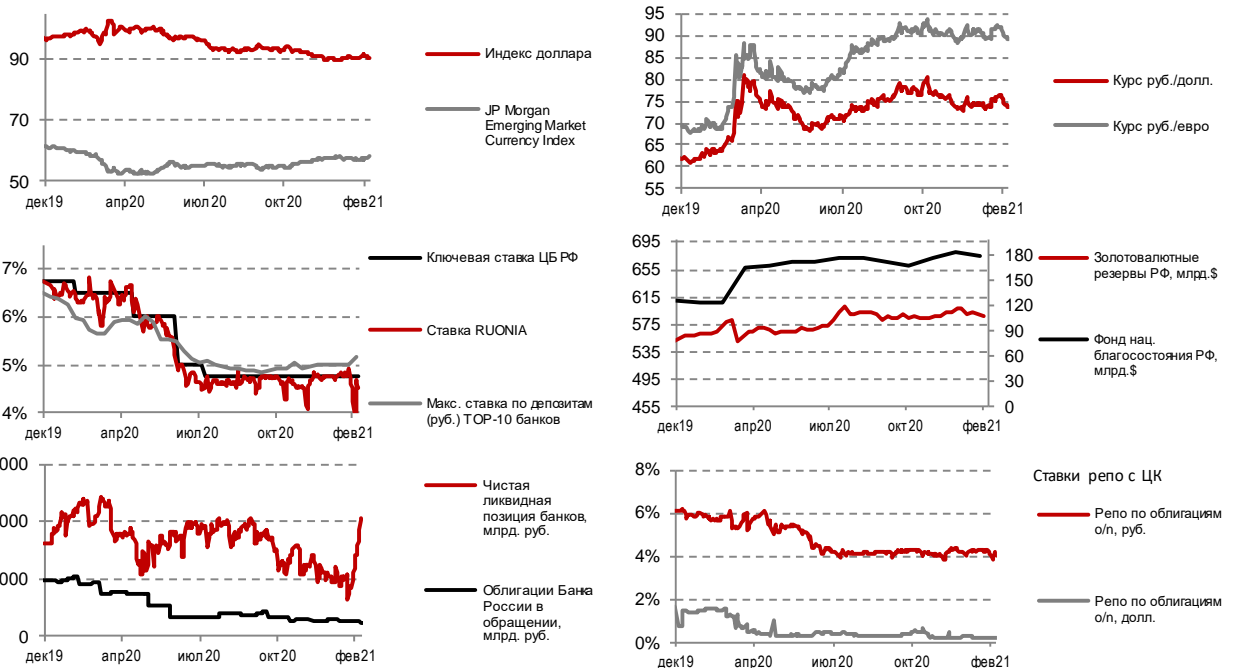 90
70
50
дек19
апр20
июл20
окт20
фев21
Индекс доллара
JP Morgan
Emerging Market
Currency Index
95
90
85
80
75
70
65
60
55
дек19
апр20
июл20
окт20
фев21
Курс руб./долл.
Курс руб./евро
7%
6%
5%
4%
дек19
апр20
июл20
окт20
фев21
Ключевая ставка ЦБ РФ
Ставка RUONIA
Макс. ставка по депозитам
(руб.) TOP-10 банков
695
655
615
575
535
495
455
180
150
120
90
60
30
0
дек19
апр20
июл20
окт20
фев21
Золотовалютные
резервы РФ, млрд.$
Фонд нац.
благосостояния РФ,
млрд.$
000
000
000
0
дек19
апр20
июл20
окт20
фев21
Чистая
ликвидная
позиция банков,
млрд. руб.
Облигации Банка
России в
обращении,
млрд. руб.
8%
6%
4%
2%
0%
дек19
апр20
июл20
окт20
фев21
Ставки репо с ЦК
Репо по облигациям
o/n, руб.
Репо по облигациям
o/n, долл.